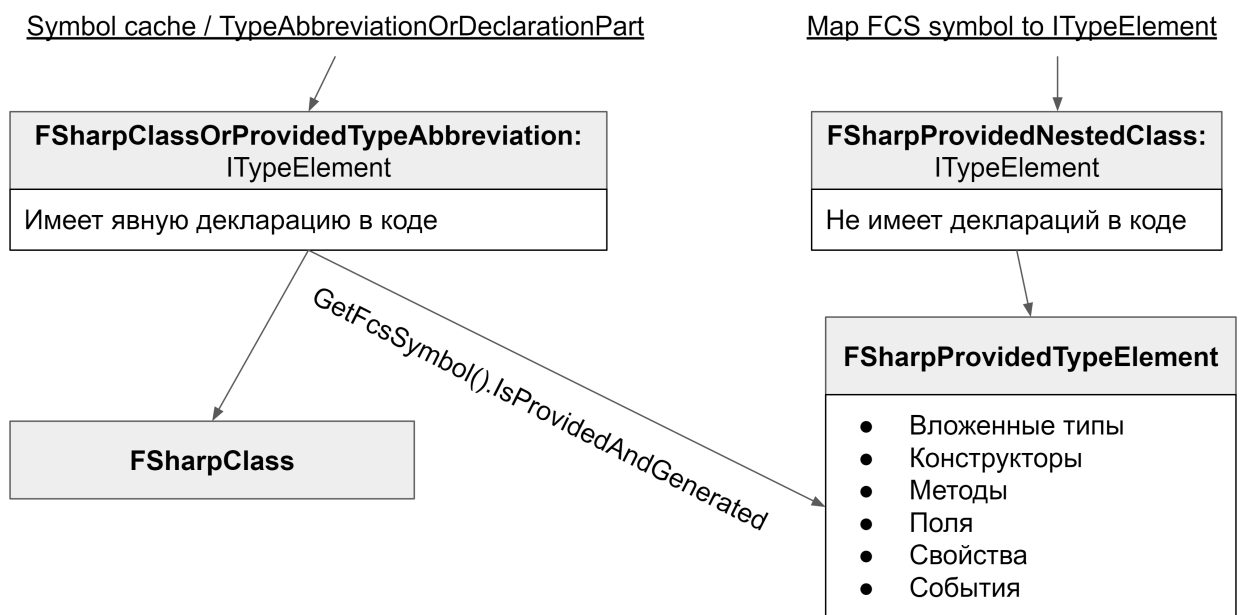 Symbol cache / TypeAbbreviationOrDeclarationPart
Map FCS symbol to ITypeElement
FSharpClassOrProvidedTypeAbbreviation:
ITypeElement
Имеет явную декларацию в коде
FSharpProvidedNestedClass:
ITypeElement
Не имеет деклараций в коде
GetFcsSymbol().IsProvidedAndGenerated
FSharpClass
FSharpProvidedTypeElement
● Вложенные типы
● Конструкторы
● Методы
● Поля
● Свойства
● События